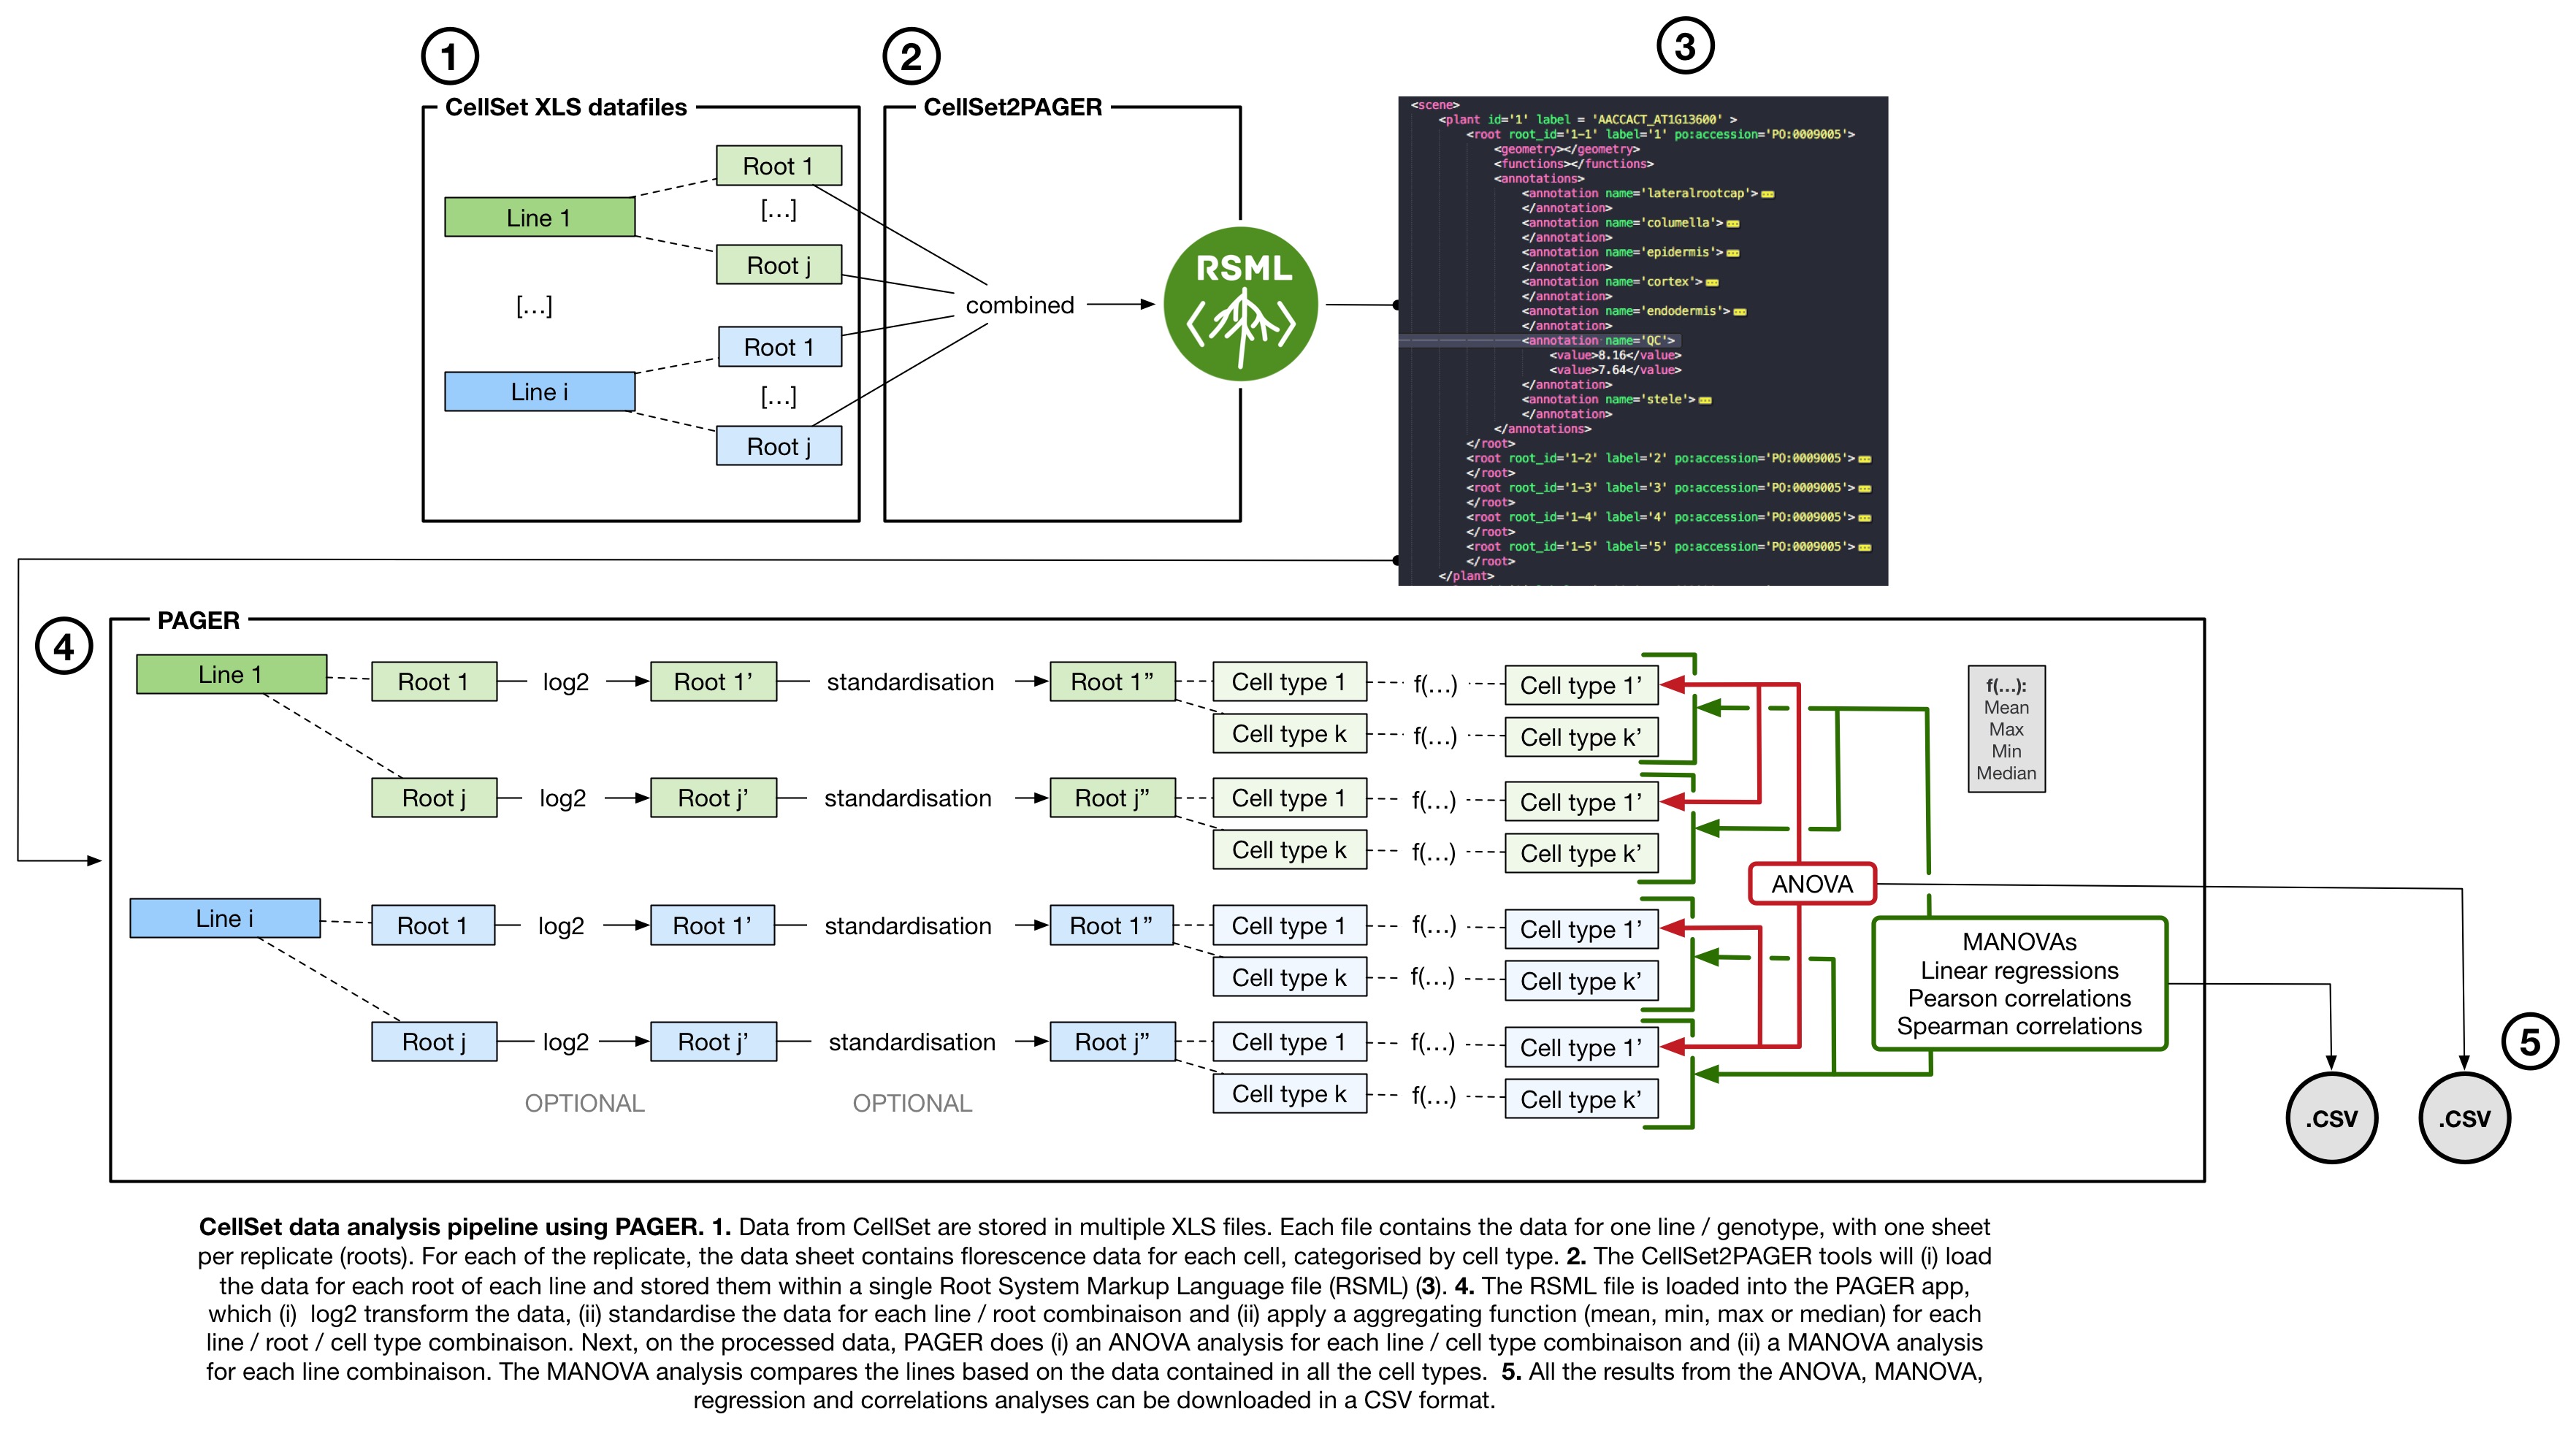 1
2
3
CellSet XLS datafiles
Line 1
Root 1
[...]
Root j
[...]
Line i
Root 1
[...]
Root j
CellSet2PAGER
combined
RSML
<scene>
<plant id='1' label = 'AACCACT_AT1G13600' >
<root root_id='1-1' label='1' po:accession='PO:0009005'>
<geometry></geometry>
<functions></functions>
<annotations>
<annotation name='lateralrootcap'>
</annotation>
<annotation name='columella'>
</annotation>
<annotation name='epidermis'>
</annotation>
<annotation name='cortex'>
</annotation>
<annotation name='endodermis'>
</annotation>
<annotation name='QC'>
<value>8.16</value>
<value>7.64</value>
</annotation>
<annotation name='stele'>
</annotation>
</annotations>
</root>
<root root_id='1-2' label='2' po:accession='PO:0009005'>
</root>
<root root_id='1-3' label='3' po:accession='PO:0009005'>
</root>
<root root_id='1-4' label='4' po:accession='PO:0009005'>
</root>
<root root_id='1-5' label='5' po:accession='PO:0009005'>
</root>
</plant>
4
PAGER
Line 1
Root 1
log2
Root 1’
standardisation
Root 1”
Cell type 1
f(...)
Cell type 1’
Cell type k
f(...)
Cell type k’
Root j
log2
Root j’
standardisation
Root j”
Cell type 1
f(...)
Cell type 1’
Cell type k
f(...)
Cell type k’
Line i
Root 1
log2
Root 1’
standardisation
Root 1”
Cell type 1
f(...)
Cell type 1’
Cell type k
f(...)
Cell type k’
Root j
log2
Root j’
standardisation
Root j”
Cell type 1
f(...)
Cell type 1’
Cell type k
f(...)
Cell type k’
OPTIONAL
OPTIONAL
f(...):
Mean
Max
Min
Median
ANOVA
MANOVAs
Linear regressions
Pearson correlations
Spearman correlations
5
.CSV
.CSV
CellSet data analysis pipeline using PAGER. 1. Data from CellSet are stored in multiple XLS files. Each file contains the data for one line / genotype, with one sheet
per replicate (roots). For each of the replicate, the data sheet contains florescence data for each cell, categorised by cell type. 2. The CellSet2PAGER tools will (i) load
the data for each root of each line and stored them within a single Root System Markup Language file (RSML) (3). 4. The RSML file is loaded into the PAGER app,
which (i) log2 transform the data, (ii) standardise the data for each line / root combinaison and (ii) apply a aggregating function (mean, min, max or median) for each
line / root / cell type combinaison. Next, on the processed data, PAGER does (i) an ANOVA analysis for each line / cell type combinaison and (ii) a MANOVA analysis
for each line combinaison. The MANOVA analysis compares the lines based on the data contained in all the cell types. 5. All the results from the ANOVA, MANOVA,
regression and correlations analyses can be downloaded in a CSV format.